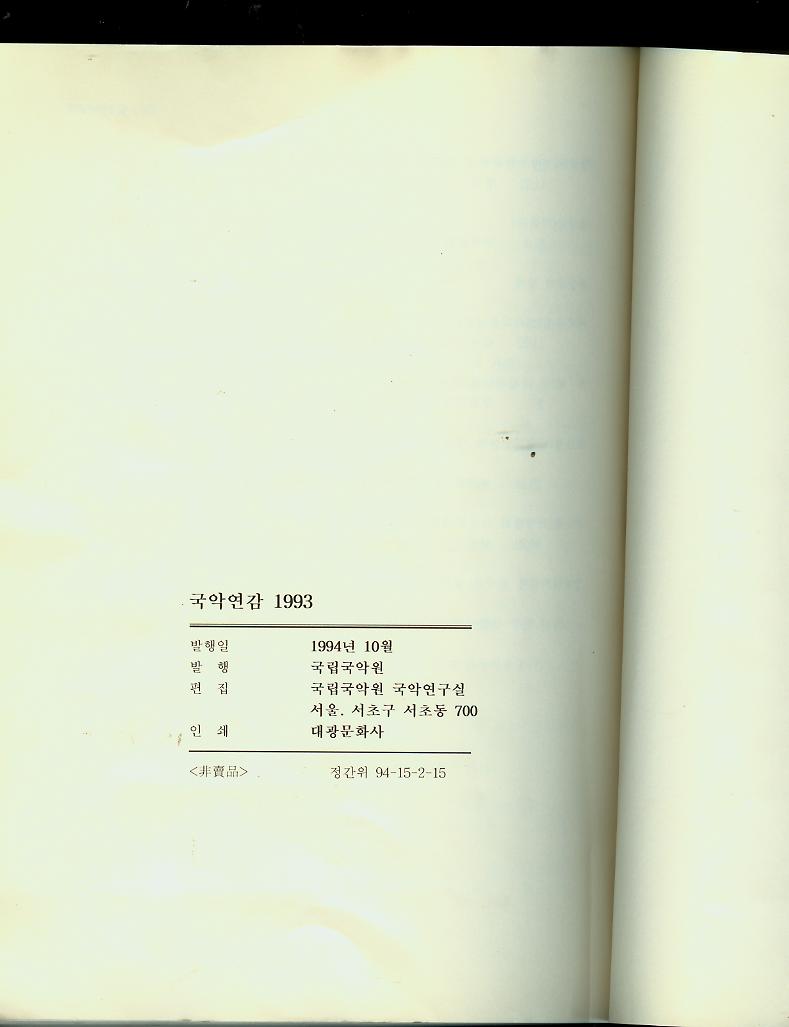 국악연감 1993
발행일 1994년 10월
발 행 국립국악원
편 집 국립국악원 국악연구실
서울. 서초구 서초동 700
인 쇄 대광문화사
<非賣品> 정간위 94-15-2-15